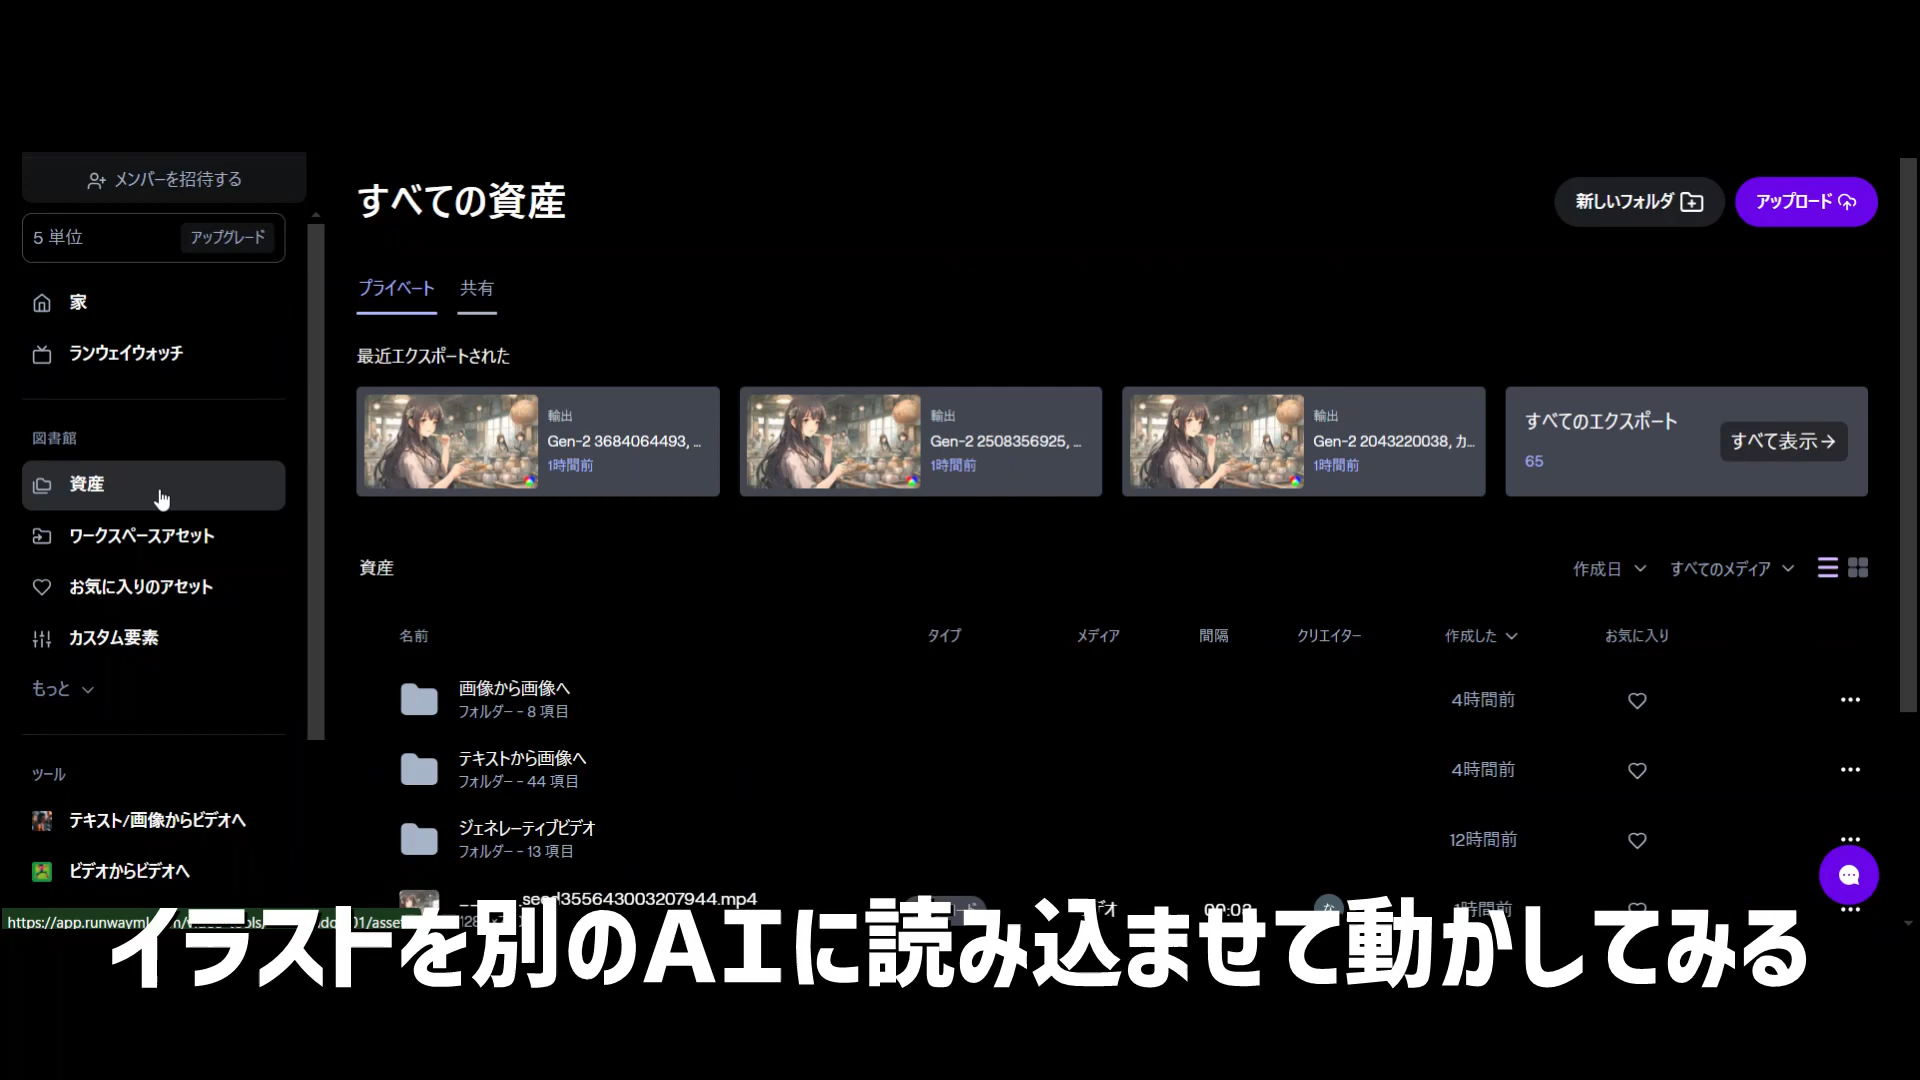 メンバーを招待する
5 単位
アップグレード
家
ランウェイウォッチ
図書館
資産
ワークスペースアセット
お気に入りのアセット
カスタム要素
もっと
ツール
テキスト/画像からビデオへ
ビデオからビデオへ
すべての資産
新しいフォルダ
アップロード
プライベート
共有
最近エクスポートされた
輸出
Gen-2 3684064493, ...
1時間前
輸出
Gen-2 2508356925, ...
1時間前
輸出
Gen-2 2043220038, カ...
1時間前
すべてのエクスポート
65
すべて表示
資産
作成日
すべてのメディア
名前 タイプ メディア 間隔 クリエイター 作成した お気に入り
画像から画像へ
フォルダー - 8 項目
4時間前
テキストから画像へ
フォルダー - 44 項目
4時間前
ジェネレーティブビデオ
フォルダー - 13 項目
12時間前
seed355643003207944.mp4
00:03
な
1時間前
https://app.runwayml
イラストを別のAIに読み込ませて動かしてみる